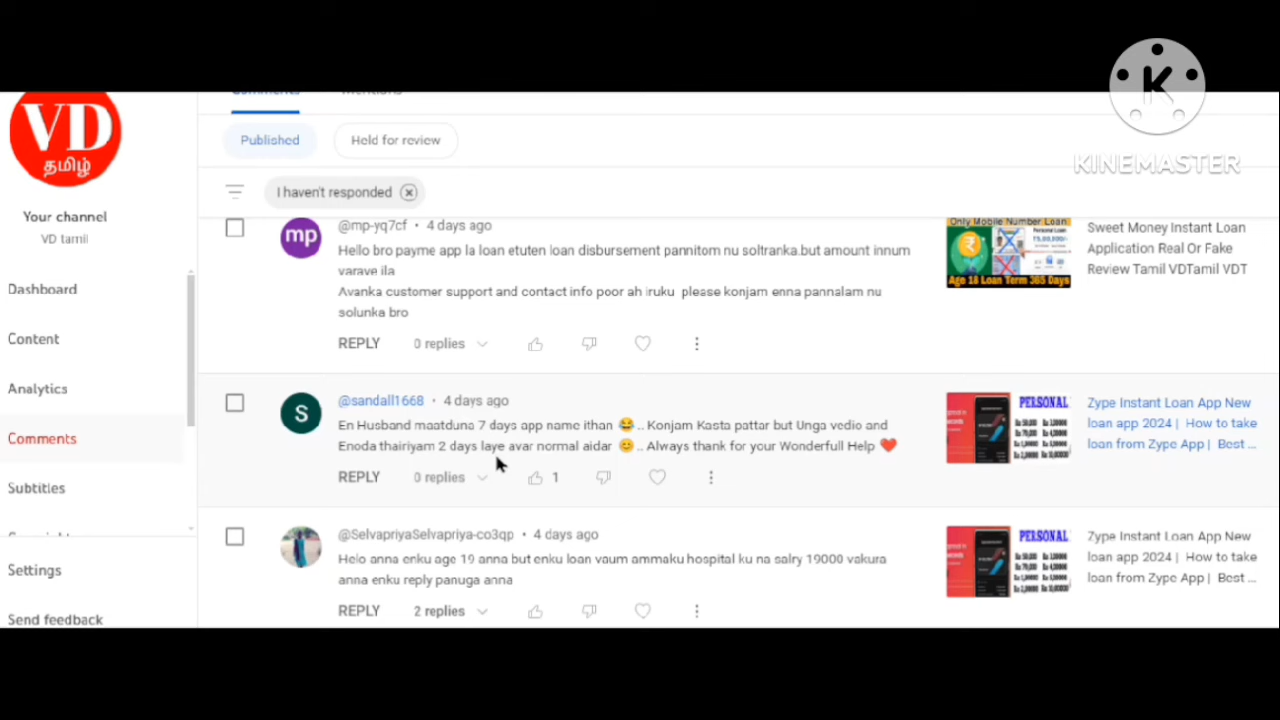 K
KINEMASTER
VD
தமிழ்
Your channel
VD tamil
Dashboard
Content
Analytics
Comments
Subtitles
Settings
Send feedback
Comments
Mentions
Published
Held for review
I haven't responded
mp
@mp-yq7cf • 4 days ago
Hello bro payme app la loan etuten loan disbursement pannitom nu soltranka.but amount innum
varave ila
Avanka customer support and contact info poor ah iruku please konjam enna pannalam nu
solunka bro
REPLY 0 replies
Only Mobile Number Loan
Age 18 Loan Term 365 Days
Sweet Money Instant Loan
Application Real Or Fake
Review Tamil VDTamil VDT
S
@sandall1668 • 4 days ago
En Husband maatduna 7 days app name ithan 😂 .. Konjam Kasta pattar but Unga vedio and
Enoda thairiyam 2 days laye avar normal aidar 😊 .. Always thank for your Wonderfull Help ❤️
REPLY 0 replies 1
PERSONAL
Zype Instant Loan App New
loan app 2024 | How to take
loan from Zype App | Best ...
@SelvapriyaSelvapriya-co3qp • 4 days ago
Helo anna enku age 19 anna but enku loan vaum ammaku hospital ku na salry 19000 vakura
anna enku reply panuga anna
REPLY 2 replies
PERSONAL
Zype Instant Loan App New
loan app 2024 | How to take
loan from Zype App | Best ...